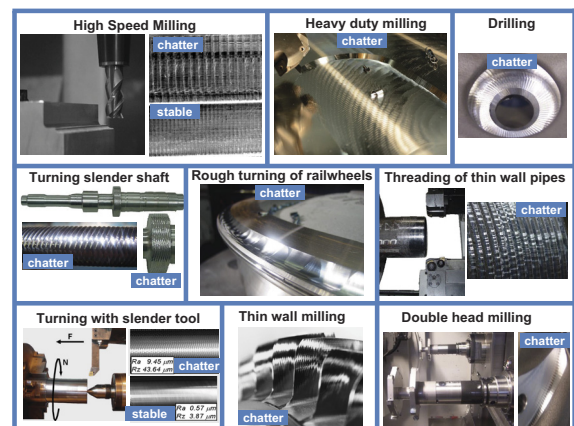 High Speed Milling
chatter
stable
Heavy duty milling
chatter
Drilling
chatter
Turning slender shaft
chatter
chatter
Rough turning of railwheels
chatter
Threading of thin wall pipes
chatter
Turning with slender tool
F
N
Ra 9.45 µm
Rz 43.64 µm
chatter
stable
Ra 0.57 µm
Rz 3.87 µm
Thin wall milling
chatter
Double head milling
chatter